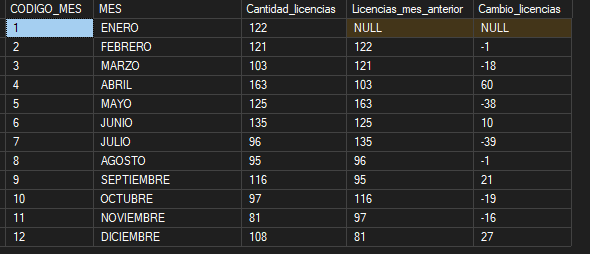 CODIGO_MES MES Cantidad_licencias Licencias_mes_anterior Cambio_licencias
1 ENERO 122 NULL NULL
2 FEBRERO 121 122 -1
3 MARZO 103 121 -18
4 ABRIL 163 103 60
5 MAYO 125 163 -38
6 JUNIO 135 125 10
7 JULIO 96 135 -39
8 AGOSTO 95 96 -1
9 SEPTIEMBRE 116 95 21
10 OCTUBRE 97 116 -19
11 NOVIEMBRE 81 97 -16
12 DICIEMBRE 108 81 27